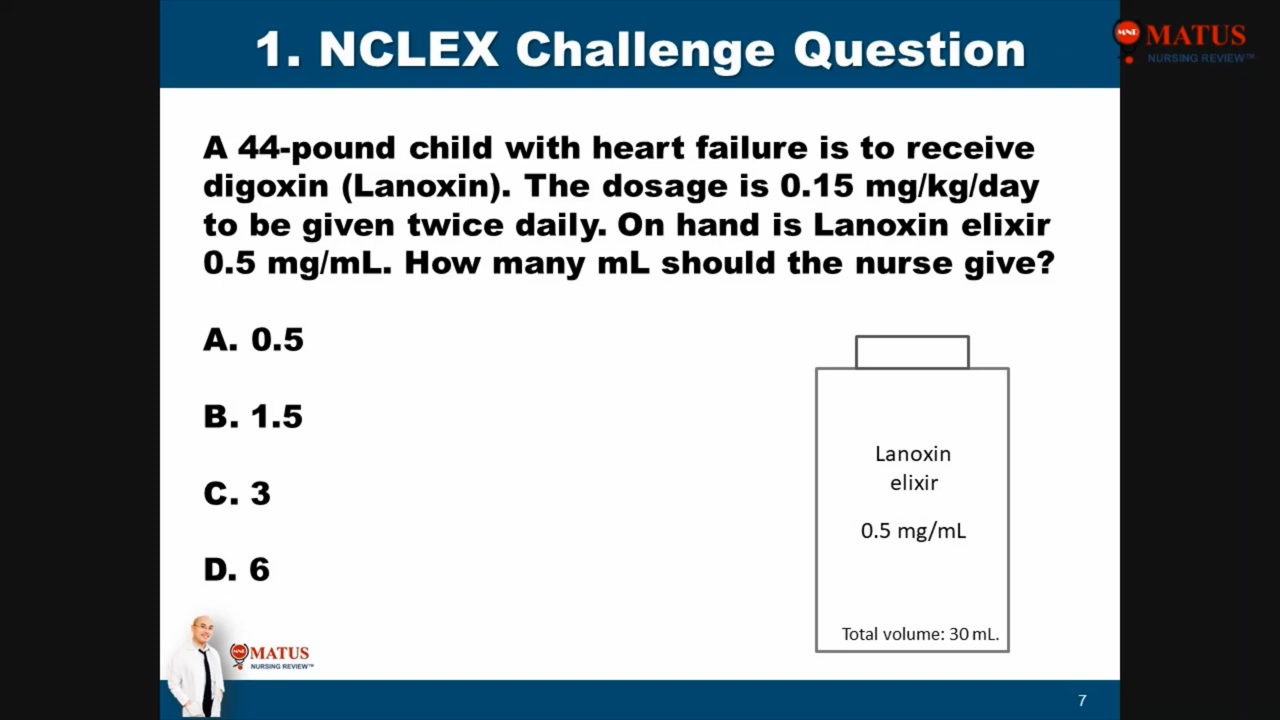 1. NCLEX Challenge Question
MNR MATUS
NURSING REVIEW™
A 44-pound child with heart failure is to receive
digoxin (Lanoxin). The dosage is 0.15 mg/kg/day
to be given twice daily. On hand is Lanoxin elixir
0.5 mg/mL. How many mL should the nurse give?
A. 0.5
B. 1.5
C. 3
D. 6
Lanoxin
elixir
0.5 mg/mL
Total volume: 30 mL.
MNR MATUS
NURSING REVIEW™
7